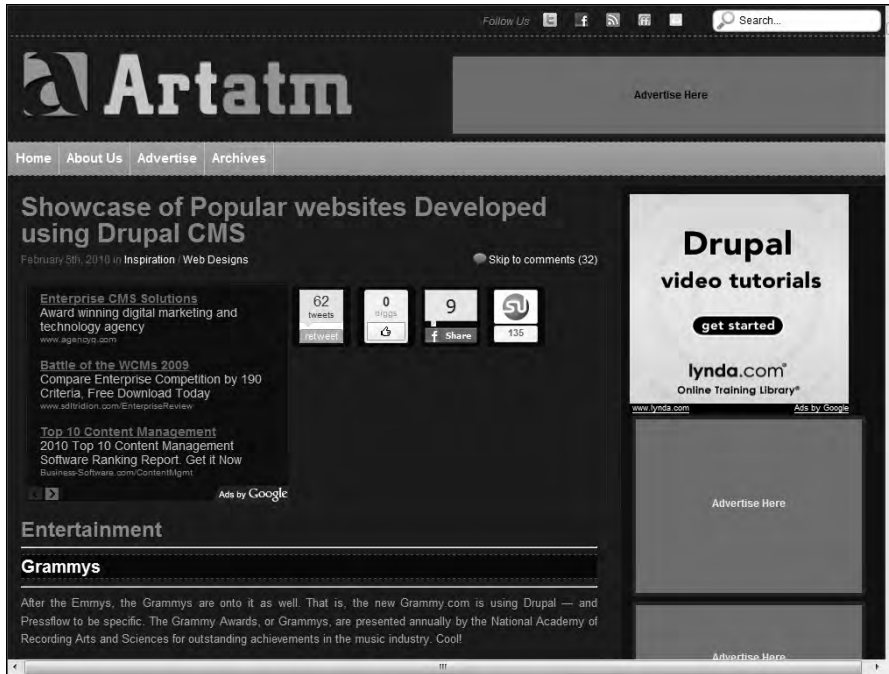 Follow Us
Search...
a Artatm
Advertise Here
Home About Us Advertise Archives
Showcase of Popular websites Developed
using Drupal CMS
February 5th, 2010 in Inspiration / Web Designs
Skip to comments (32)
Enterprise CMS Solutions
Award winning digital marketing and
technology agency
www.agencyq.com
Battle of the WCMs 2009
Compare Enterprise Competition by 190
Criteria, Free Download Today
www.sdltridion.com/EnterpriseReview
Top 10 Content Management
2010 Top 10 Content Management
Software Ranking Report. Get it Now
Business-Software.com/ContentMgmt
Ads by Google
62
tweets
retweet
0
diggs
9
f Share
135
Drupal
video tutorials
get started
lynda.com®
Online Training Library®
www.lynda.com Ads by Google
Advertise Here
Advertise Here
Entertainment
Grammys
After the Emmys, the Grammys are onto it as well. That is, the new Grammy.com is using Drupal — and
Pressflow to be specific. The Grammy Awards, or Grammys, are presented annually by the National Academy of
Recording Arts and Sciences for outstanding achievements in the music industry. Cool!